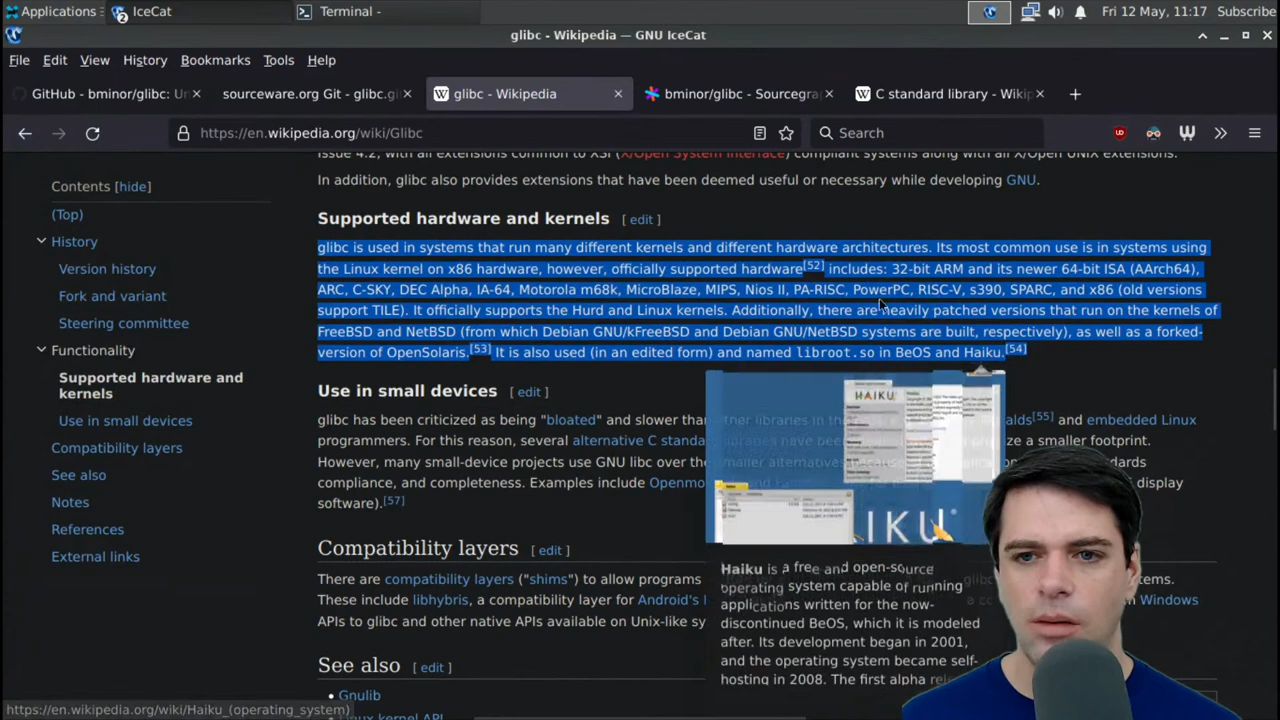 Applications
IceCat
Terminal -
Fri 12 May, 11:17
Subscribe
2
glibc - Wikipedia — GNU IceCat
File Edit View History Bookmarks Tools Help
GitHub - bminor/glibc: Un
sourceware.org Git - glibc.gi
glibc - Wikipedia
bminor/glibc - Sourcegra
C standard library - Wikip
https://en.wikipedia.org/wiki/Glibc
Search
Issue 4.2, with all extensions common to XSI (X/Open System Interface) compliant systems along with all X/Open UNIX extensions.
In addition, glibc also provides extensions that have been deemed useful or necessary while developing GNU.
Contents [hide]
(Top)
History
Version history
Fork and variant
Steering committee
Functionality
Supported hardware and
kernels
Use in small devices
Compatibility layers
See also
Notes
References
External links
Supported hardware and kernels [ edit ]
glibc is used in systems that run many different kernels and different hardware architectures. Its most common use is in systems using
the Linux kernel on x86 hardware, however, officially supported hardware[52] includes: 32-bit ARM and its newer 64-bit ISA (AArch64),
ARC, C-SKY, DEC Alpha, IA-64, Motorola m68k, MicroBlaze, MIPS, Nios II, PA-RISC, PowerPC, RISC-V, s390, SPARC, and x86 (old versions
support TILE). It officially supports the Hurd and Linux kernels. Additionally, there are heavily patched versions that run on the kernels of
FreeBSD and NetBSD (from which Debian GNU/kFreeBSD and Debian GNU/NetBSD systems are built, respectively), as well as a forked-
version of OpenSolaris.[53] It is also used (in an edited form) and named libroot.so in BeOS and Haiku.[54]
Use in small devices [ edit ]
glibc has been criticized as being "bloated" and slower than other libraries in
alds[55] and embedded Linux
programmers. For this reason, several alternative C standard libraries have been
ze a smaller footprint.
However, many small-device projects use GNU libc over the smaller alternatives
andards
compliance, and completeness. Examples include Openmo
display
software).[57]
HAIKU
AIKU
Haiku is a free and open-source
operating system capable of running
applications written for the now-
discontinued BeOS, which it is modeled
after. Its development began in 2001,
and the operating system became self-
hosting in 2008. The first alpha
Compatibility layers [ edit ]
There are compatibility layers ("shims") to allow programs
glibc
tems.
These include libhybris, a compatibility layer for Android's
Windows
APIs to glibc and other native APIs available on Unix-like sy
See also [ edit ]
• Gnulib
Linux kernel API
https://en.wikipedia.org/wiki/Haiku_(operating_system)